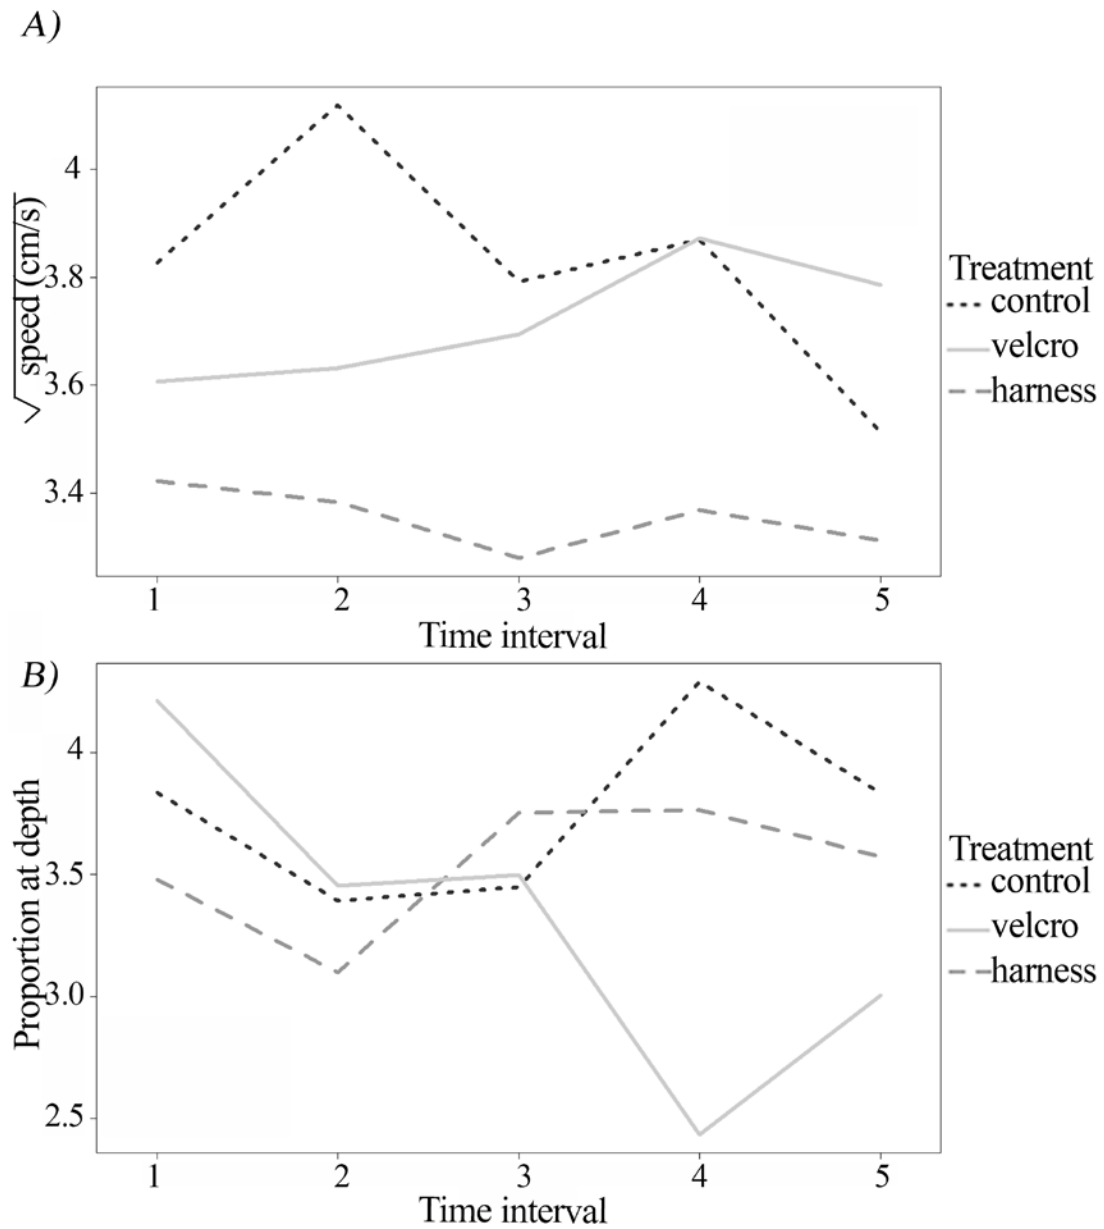 A)
4
3.8
3.6
3.4
√speed (cm/s)
1 2 3 4 5
Time interval
Treatment
control
velcro
harness
B)
4
3.5
3.0
2.5
Proportion at depth
1 2 3 4 5
Time interval
Treatment
control
velcro
harness